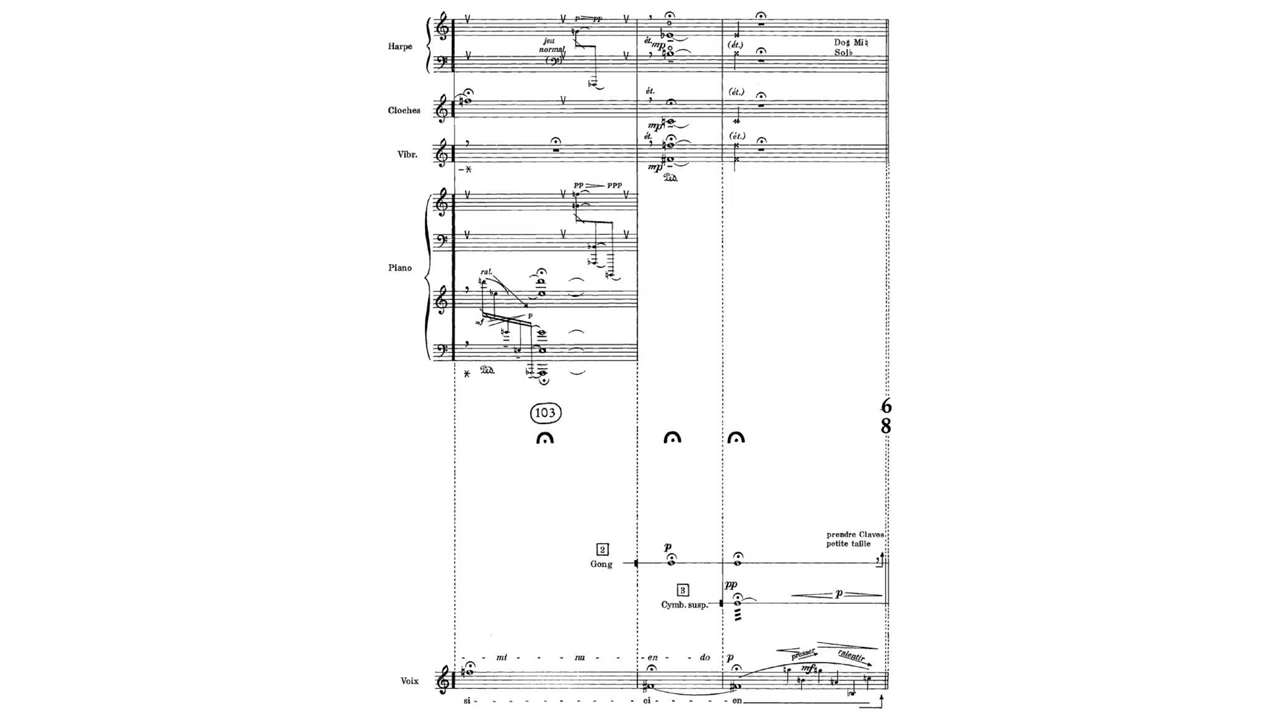 p pp
Harpe
jeu
normal
ét. mp
(ét.)
Do♮ Mi♮
Sol♭
Cloches
ét.
mp
(ét.)
Vibr.
ét.
mp
(ét.)
pp ppp
Piano
ral.
mf p
103
6
8
prendre Claves
petite taille
2
p
Gong
3
pp
Cymb. susp.
p
- - mi - - nu - - - en - - do p
presser mf ralentir
Voix
si - - - - - - - - - - - ci - - - - en